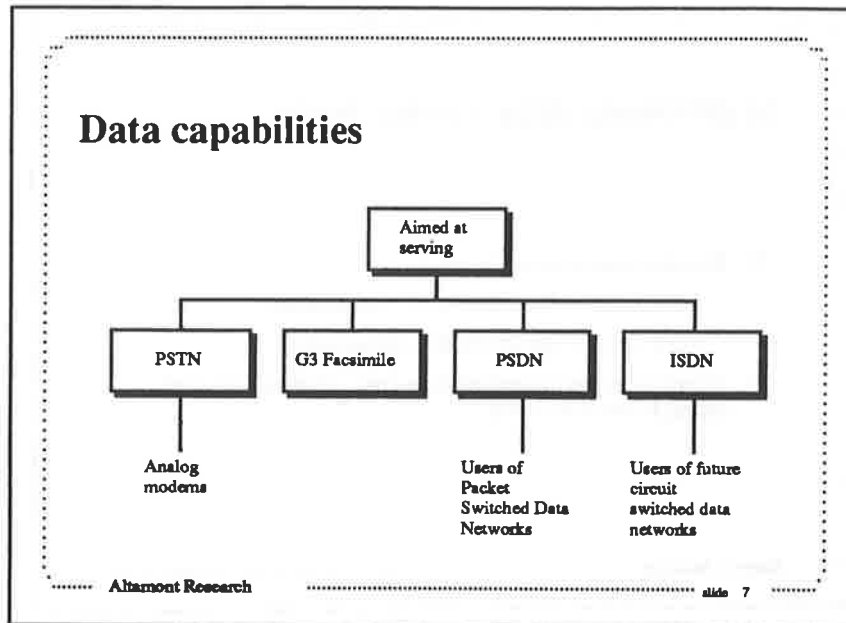 Data capabilities
Aimed at
serving
PSTN
G3 Facsimile
PSDN
ISDN
Analog
modems
Users of
Packet
Switched Data
Networks
Users of future
circuit
switched data
networks
Altamont Research
slide 7